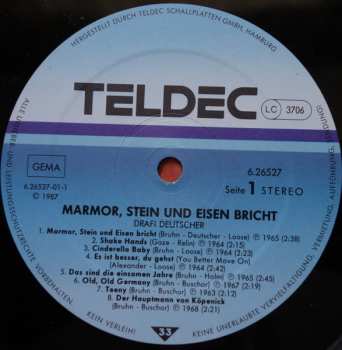 HERGESTELLT DURCH TELDEC SCHALLPLATTEN GMBH, HAMBURG
TELDEC
LC 3706
GEMA
6.26527
6.26527-01-1
Seite 1 STEREO
℗ 1987
MARMOR, STEIN UND EISEN BRICHT
DRAFI DEUTSCHER
1. Marmor, Stein und Eisen bricht (Bruhn - Deutscher - Loose) ℗ 1965 (2:38)
2. Shake Hands (Gaze - Relin) ℗ 1964 (2:15)
3. Cinderella Baby (Bruhn - Loose) ℗ 1964 (2:23)
4. Es ist besser, du gehst (You Better Move On)
(Alexander - Loose) ℗ 1964 (2:42)
5. Das sind die einsamen Jahre (Bruhn - Holm) ℗ 1965 (2:45)
6. Old, Old Germany (Bruhn - Buschor) ℗ 1967 (2:51)
7. Teeny (Bruhn - Buschor) ℗ 1963 (2:12)
8. Der Hauptmann von Köpenick
(Bruhn - Buschor) ℗ 1968 (2:21)
KEIN VERLEIH!
33
KEINE UNERLAUBTE VERVIELFÄLTIGUNG, VERMIETUNG, AUFFÜHRUNG,